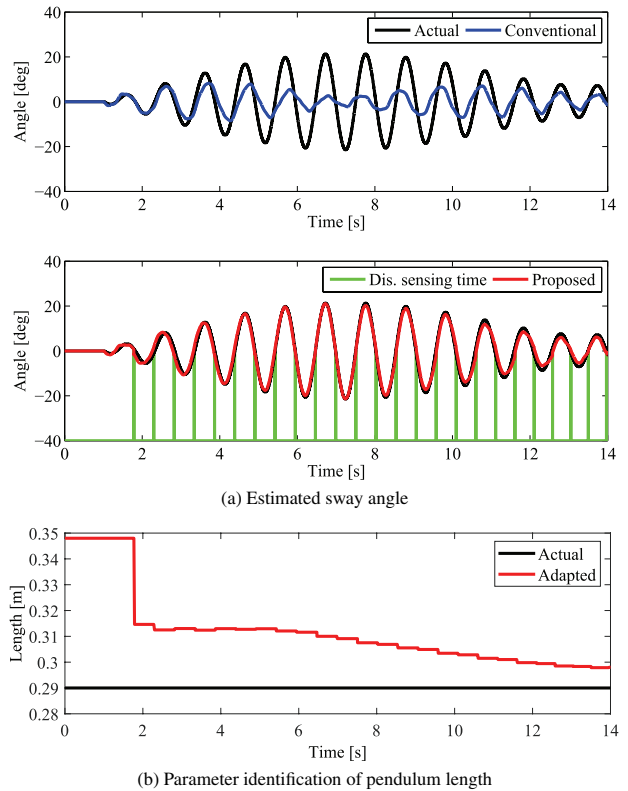 40
20
0
−20
−40
Angle [deg]
Actual Conventional
0 2 4 6 8 10 12 14
Time [s]
40
20
0
−20
−40
Angle [deg]
Dis. sensing time Proposed
0 2 4 6 8 10 12 14
Time [s]
(a) Estimated sway angle
0.35
0.34
0.33
0.32
0.31
0.3
0.29
0.28
Length [m]
Actual
Adapted
0 2 4 6 8 10 12 14
Time [s]
(b) Parameter identification of pendulum length